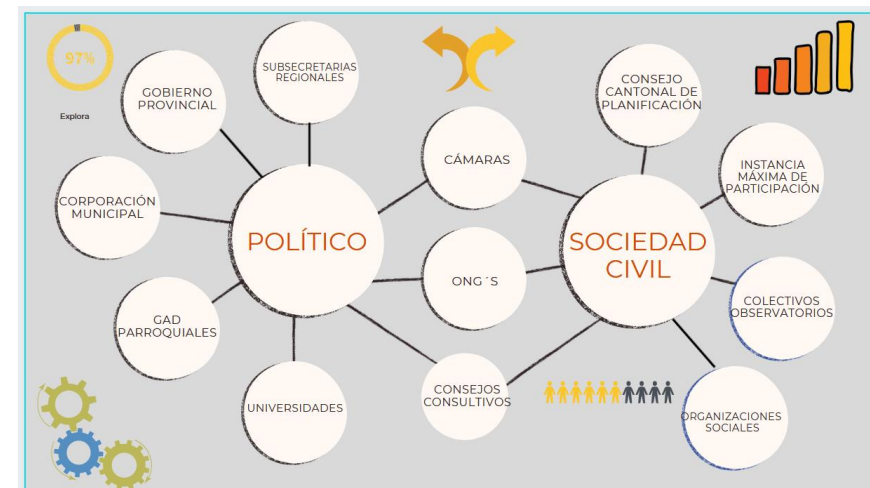 97%
Explora
GOBIERNO
PROVINCIAL
SUBSECRETARIAS
REGIONALES
CONSEJO
CANTONAL DE
PLANIFICACIÓN
CÁMARAS
INSTANCIA
MÁXIMA DE
PARTICIPACIÓN
CORPORACIÓN
MUNICIPAL
POLÍTICO
SOCIEDAD
CIVIL
ONG´S
COLECTIVOS
OBSERVATORIOS
GAD
PARROQUIALES
UNIVERSIDADES
CONSEJOS
CONSULTIVOS
ORGANIZACIONES
SOCIALES